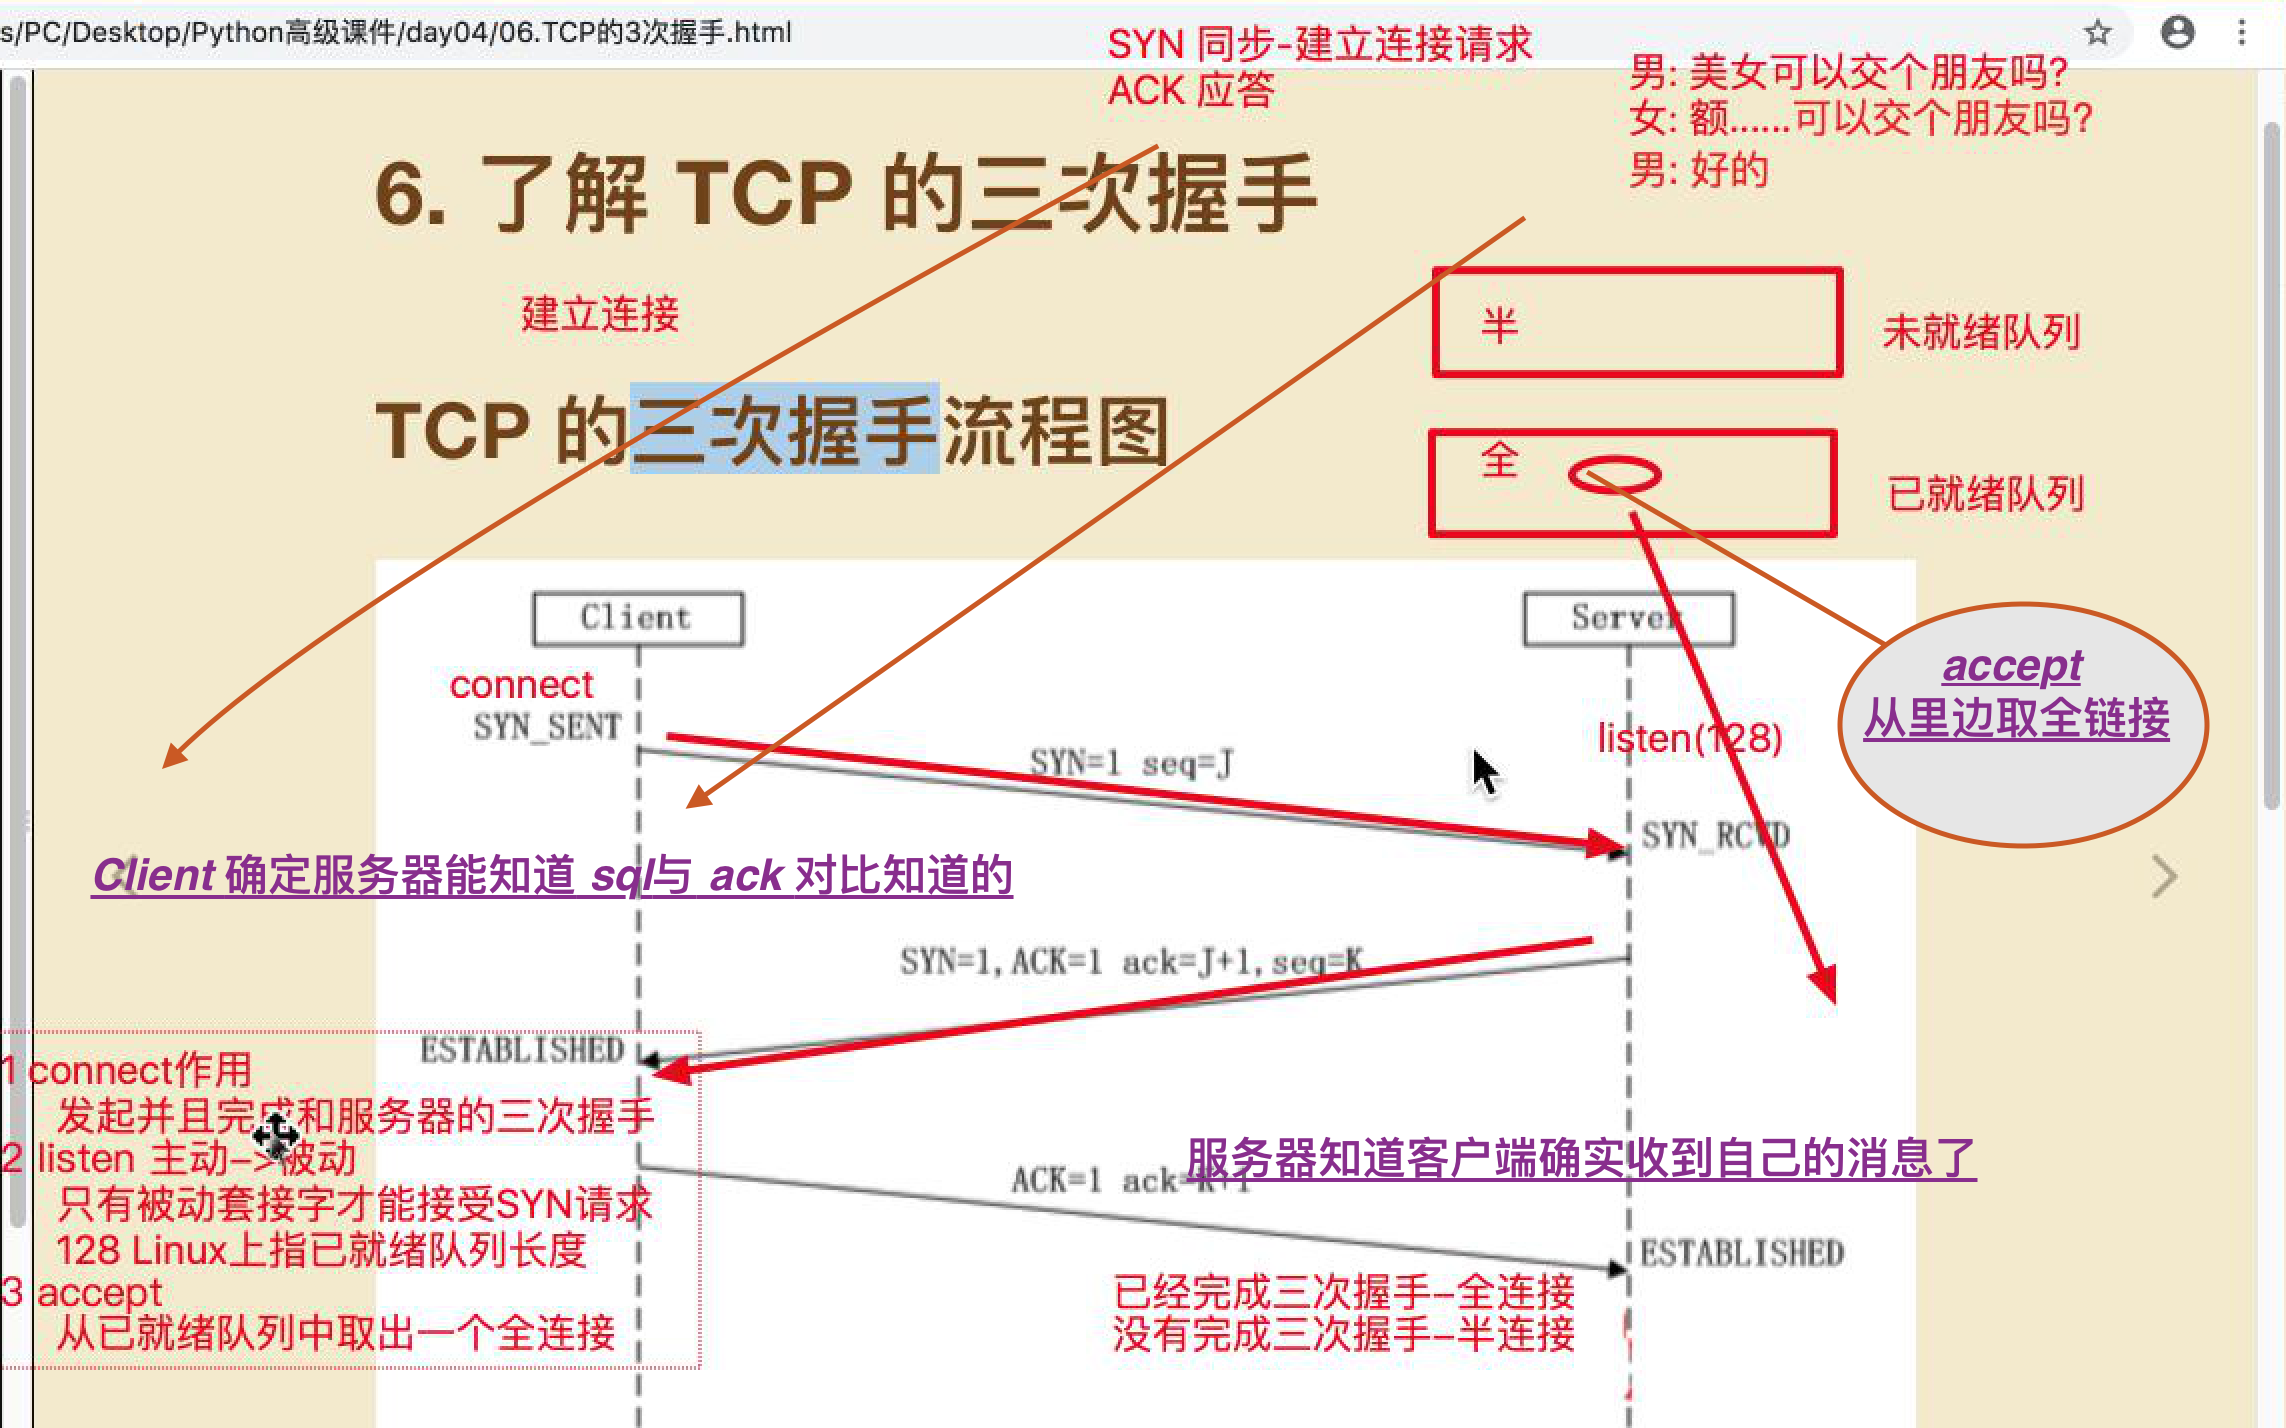 s/PC/Desktop/Python高级课件/day04/06.TCP的3次握手.html
SYN 同步-建立连接请求
ACK 应答
男: 美女可以交个朋友吗?
女: 额......可以交个朋友吗?
男: 好的
6. 了解 TCP 的三次握手
建立连接
半
未就绪队列
TCP 的三次握手流程图
全
已就绪队列
Client
Server
accept
从里边取全链接
connect
SYN_SENT
listen(128)
SYN=1 seq=J
SYN_RCVD
Client 确定服务器能知道 sql与 ack 对比知道的
SYN=1,ACK=1 ack=J+1,seq=K
ESTABLISHED
1 connect作用
发起并且完成和服务器的三次握手
2 listen 主动->被动
只有被动套接字才能接受SYN请求
128 Linux上指已就绪队列长度
3 accept
从已就绪队列中取出一个全连接
服务器知道客户端确实收到自己的消息了
ACK=1 ack=K+1
ESTABLISHED
已经完成三次握手-全连接
没有完成三次握手-半连接